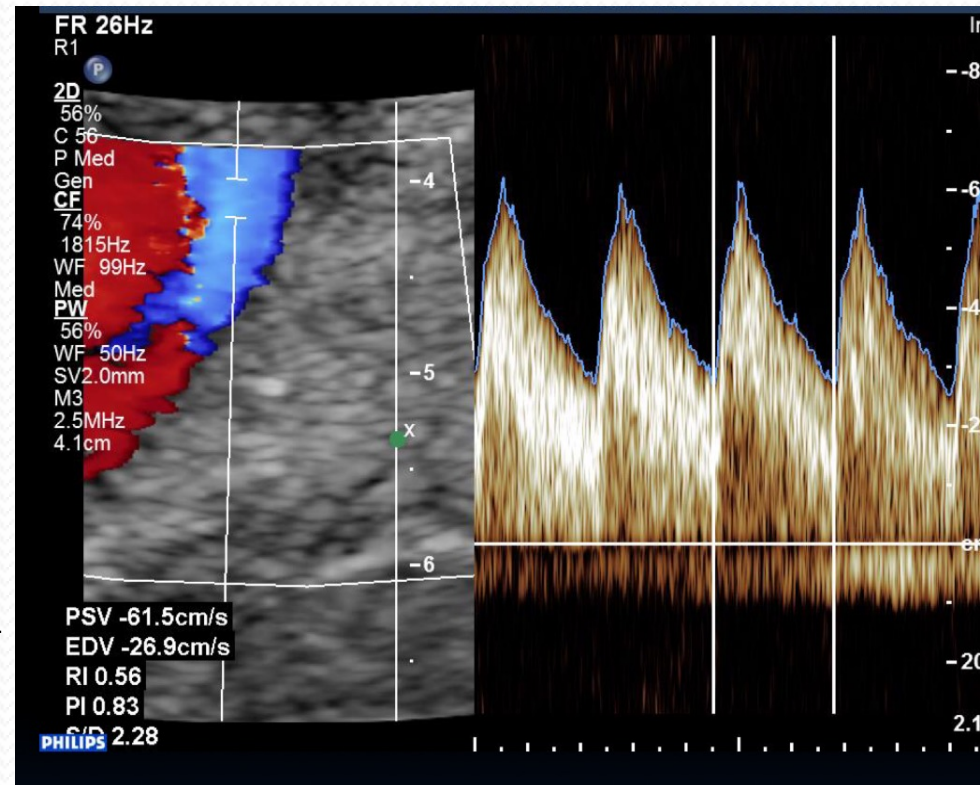 FR 26Hz
R1
P
2D
56%
C 56
P Med
Gen
CF
74%
1815Hz
WF 99Hz
Med
PW
56%
WF 50Hz
SV2.0mm
M3
2.5MHz
4.1cm
-4
x
-5
-6
PSV -61.5cm/s
EDV -26.9cm/s
RI 0.56
PI 0.83
S/D 2.28
PHILIPS
-8
-6
-4
-2
-20
2.1